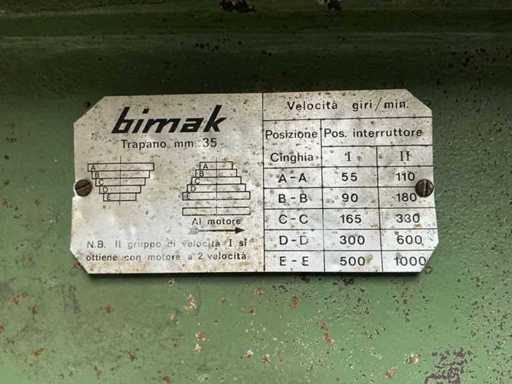 bimak
Trapano mm. 35
A
B
C
D
E
A
B
C
D
E
Al motore
N.B. Il gruppo di velocità I si
ottiene con motore a 2 velocità
Velocità giri/min.
Posizione Pos. interruttore
Cinghia I II
A-A 55 110
B-B 90 180
C-C 165 330
D-D 300 600
E-E 500 1000